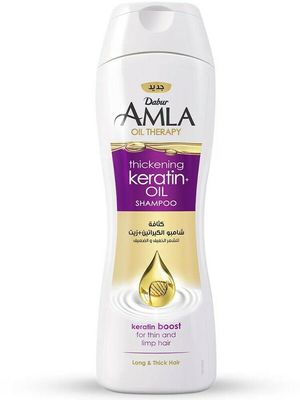 جديد
Dabur
AMLA
OIL THERAPY
thickening
keratin+
OIL
SHAMPOO
كثافة
شامبو الكيراتين+زيت
للشعر الخفيف و الضعيف
keratin boost
for thin and
limp hair
Long & Thick Hair